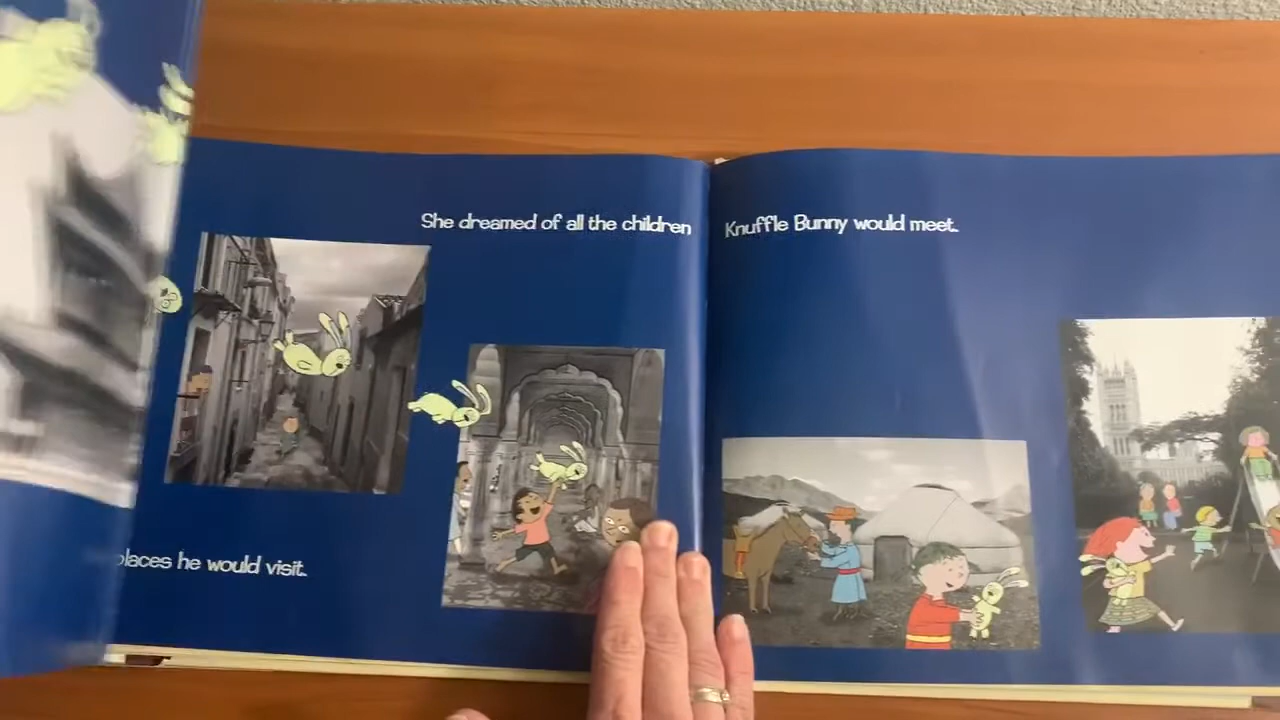 She dreamed of all the children
Knuffle Bunny would meet.
places he would visit.